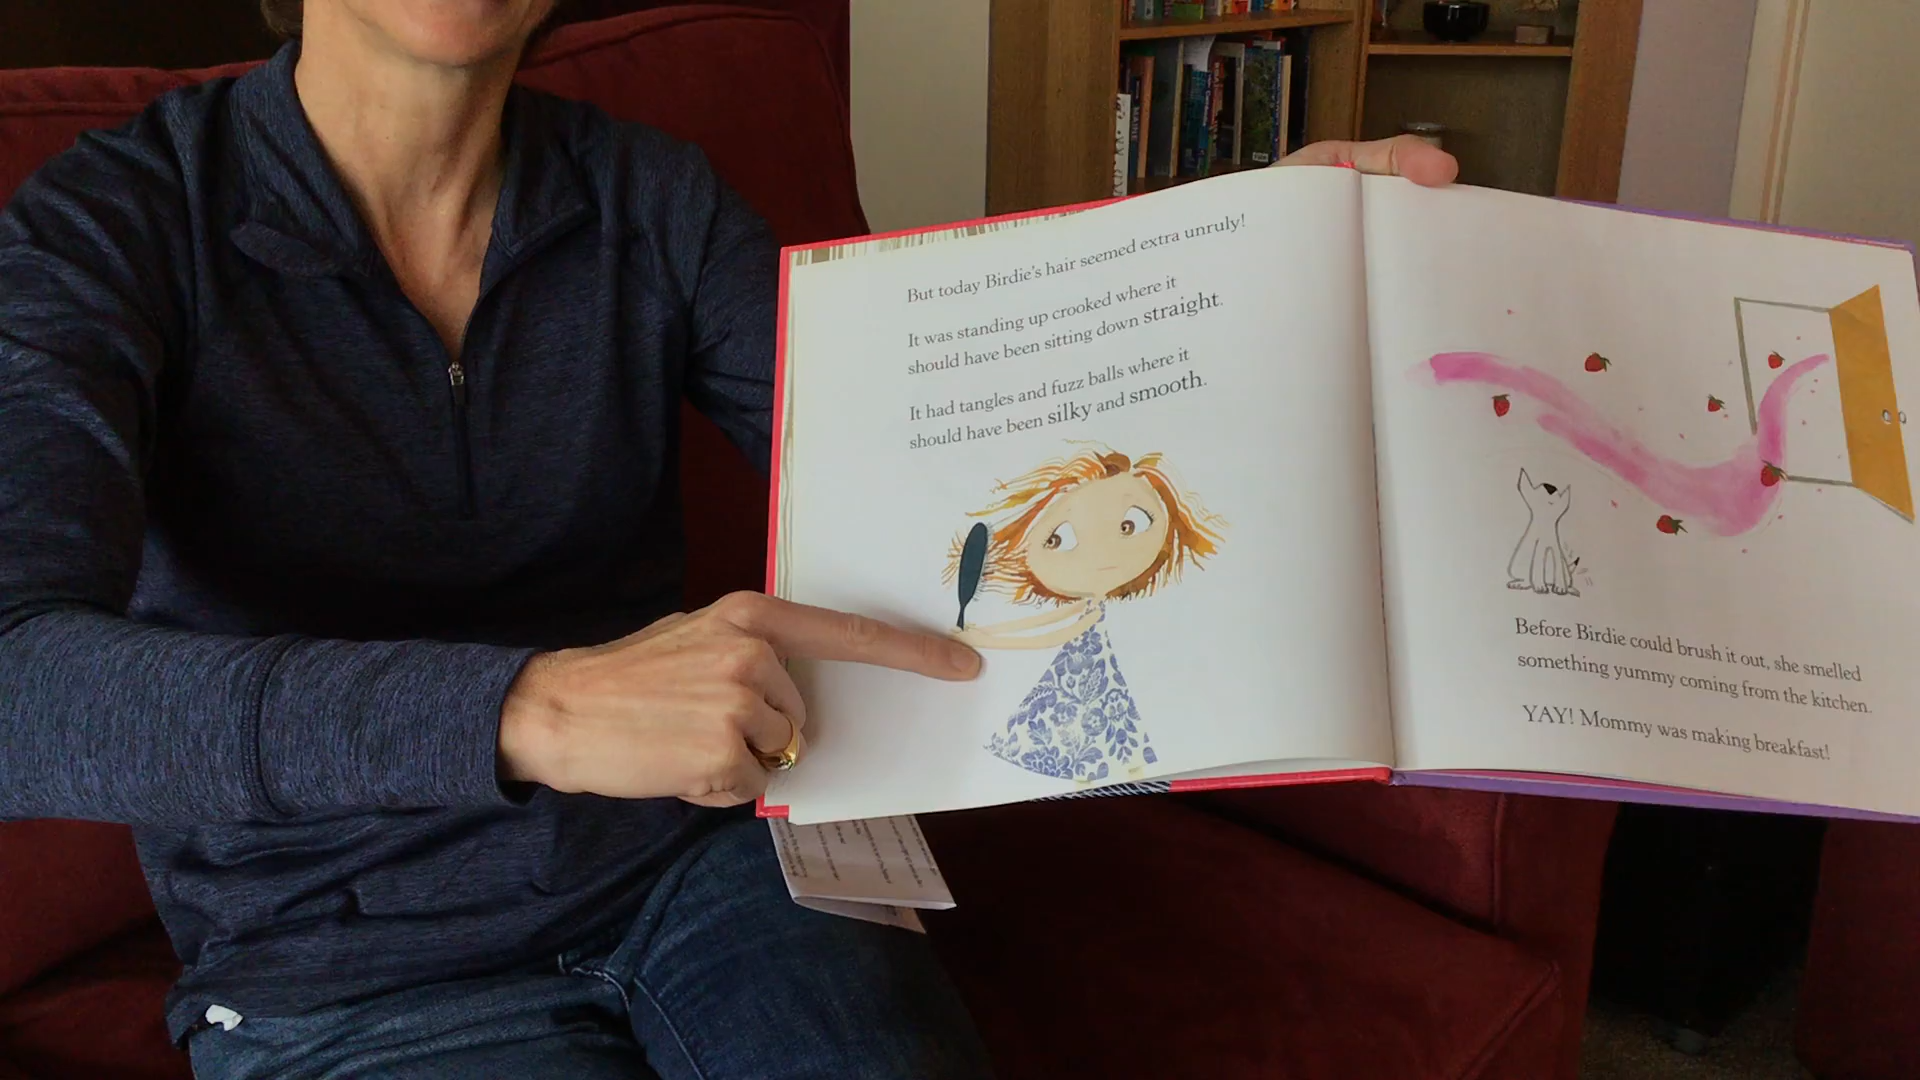 But today Birdie's hair seemed extra unruly!
It was standing up crooked where it
should have been sitting down straight.
It had tangles and fuzz balls where it
should have been silky and smooth.
Before Birdie could brush it out, she smelled
something yummy coming from the kitchen.
YAY! Mommy was making breakfast!